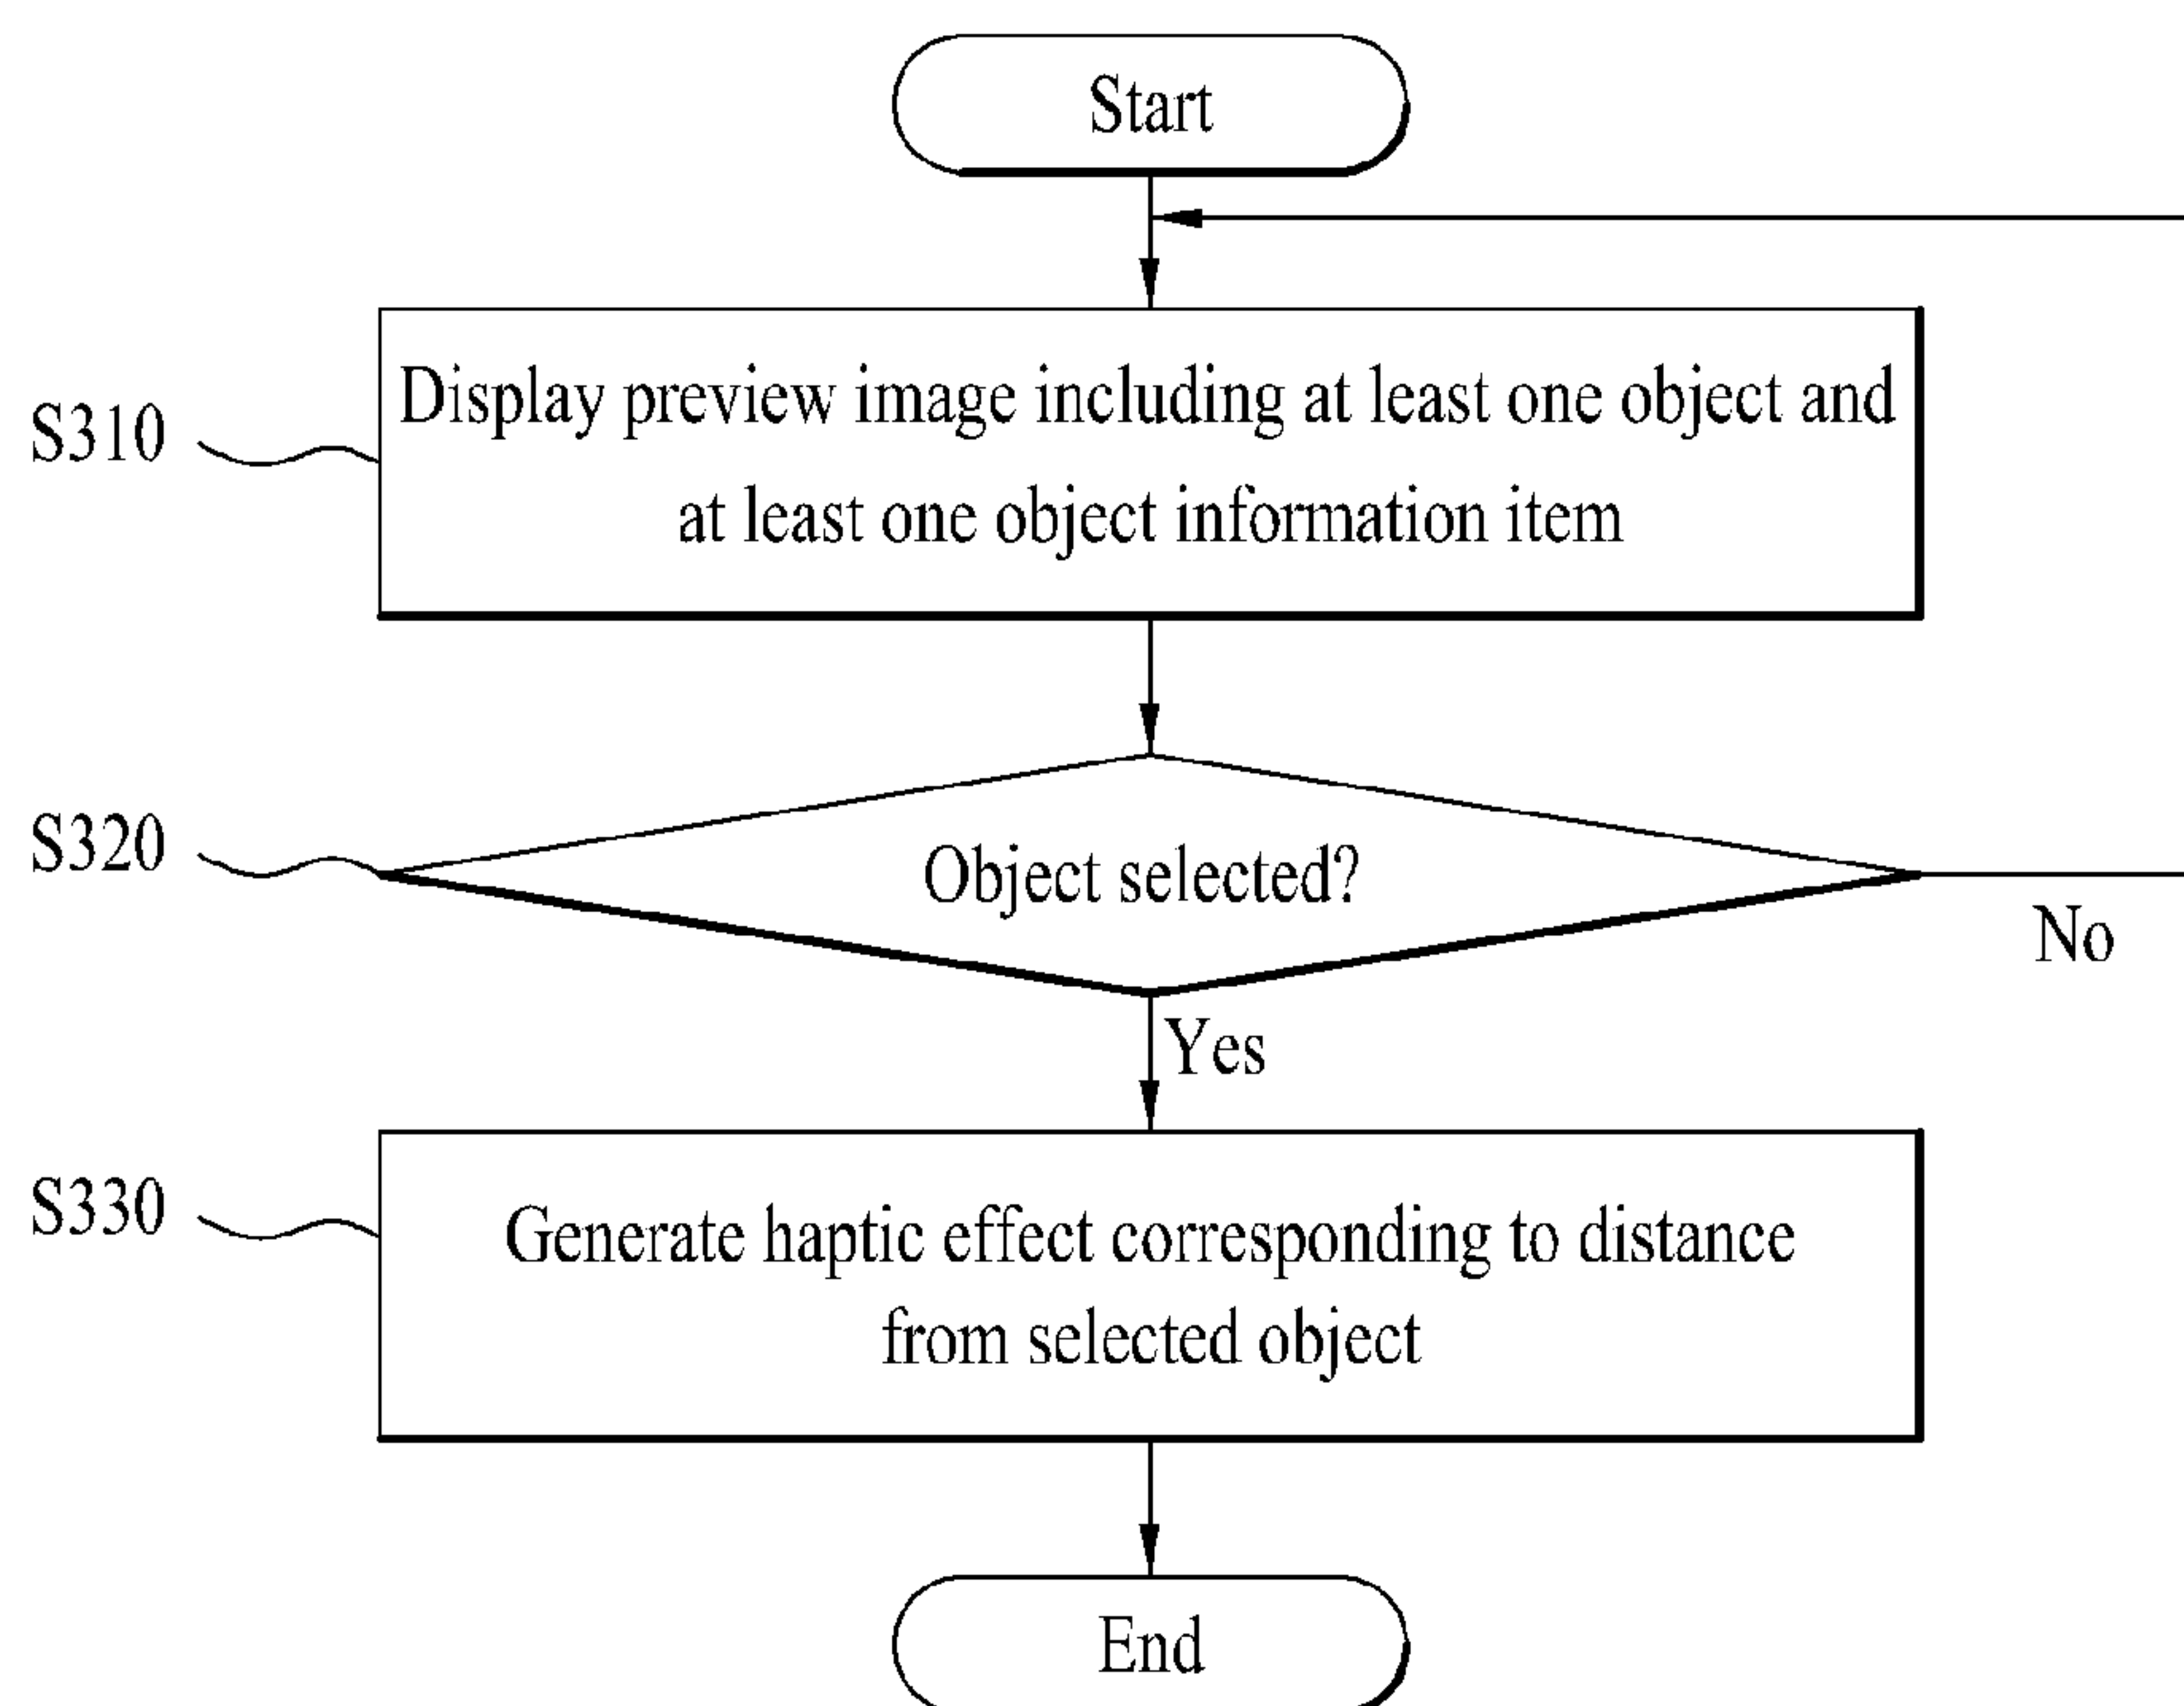 Start
S310
Display preview image including at least one object and
at least one object information item
S320
Object selected?
No
Yes
S330
Generate haptic effect corresponding to distance
from selected object
End